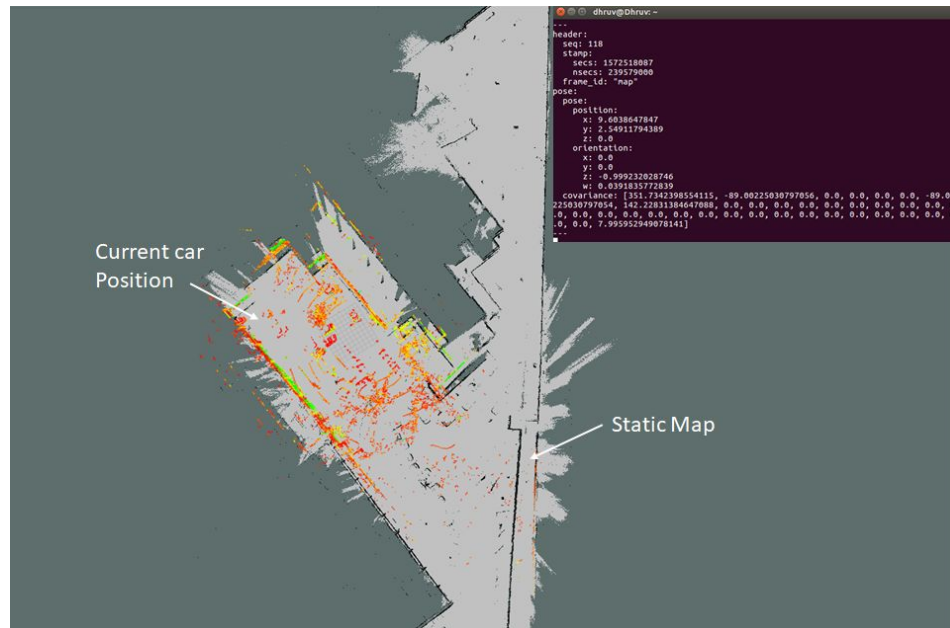 dhruv@Dhruv: ~
---
header:
seq: 118
stamp:
secs: 1572518087
nsecs: 239579000
frame_id: "map"
pose:
pose:
position:
x: 9.6038647847
y: 2.54911794389
z: 0.0
orientation:
x: 0.0
y: 0.0
z: -0.999232028746
w: 0.0391835772839
covariance: [351.7342398554115, -89.00225030797056, 0.0, 0.0, 0.0, 0.0, -89.0
225030797054, 142.22831384647088, 0.0, 0.0, 0.0, 0.0, 0.0, 0.0, 0.0, 0.0, 0.0,
.0, 0.0, 0.0, 0.0, 0.0, 0.0, 0.0, 0.0, 0.0, 0.0, 0.0, 0.0, 0.0, 0.0, 0.0, 0.0,
.0, 0.0, 7.995952949078141]
---
Current car
Position
Static Map